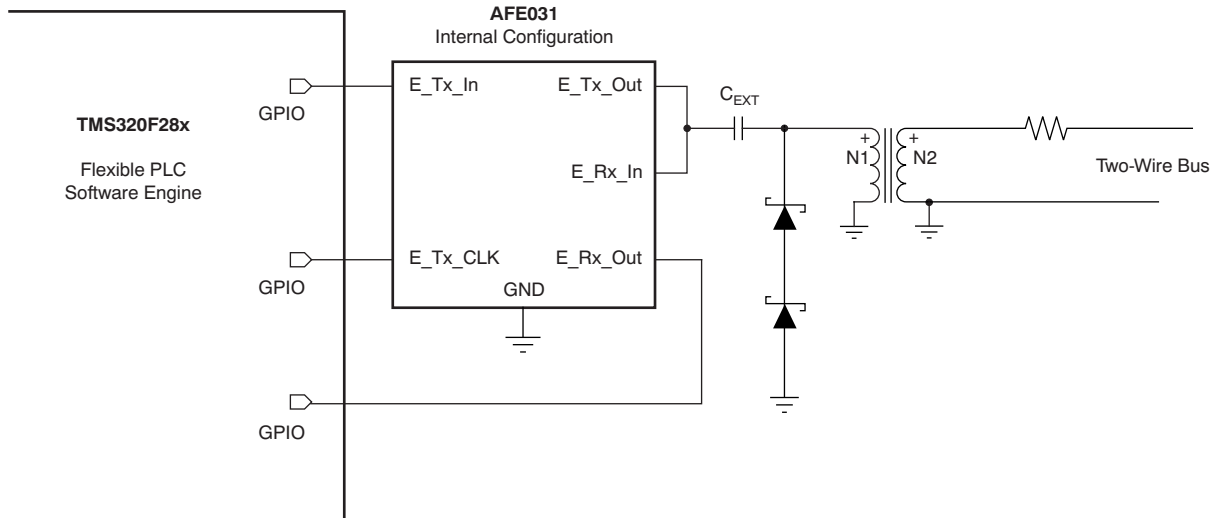 AFE031
Internal Configuration
TMS320F28x
Flexible PLC
Software Engine
GPIO
E_Tx_In
E_Tx_Out
E_Rx_In
GPIO
E_Tx_CLK
E_Rx_Out
GND
GPIO
C_EXT
+
N1
+
N2
Two-Wire Bus